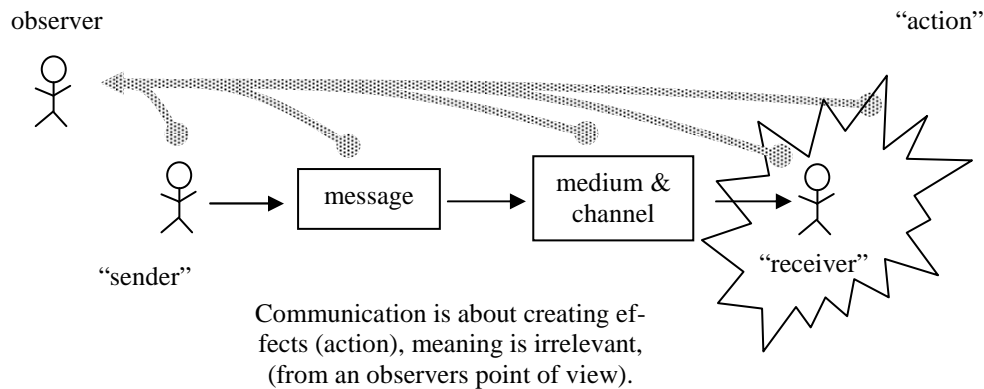 observer
“action”
message
medium &
channel
“sender”
“receiver”
Communication is about creating ef-
fects (action), meaning is irrelevant,
(from an observers point of view).